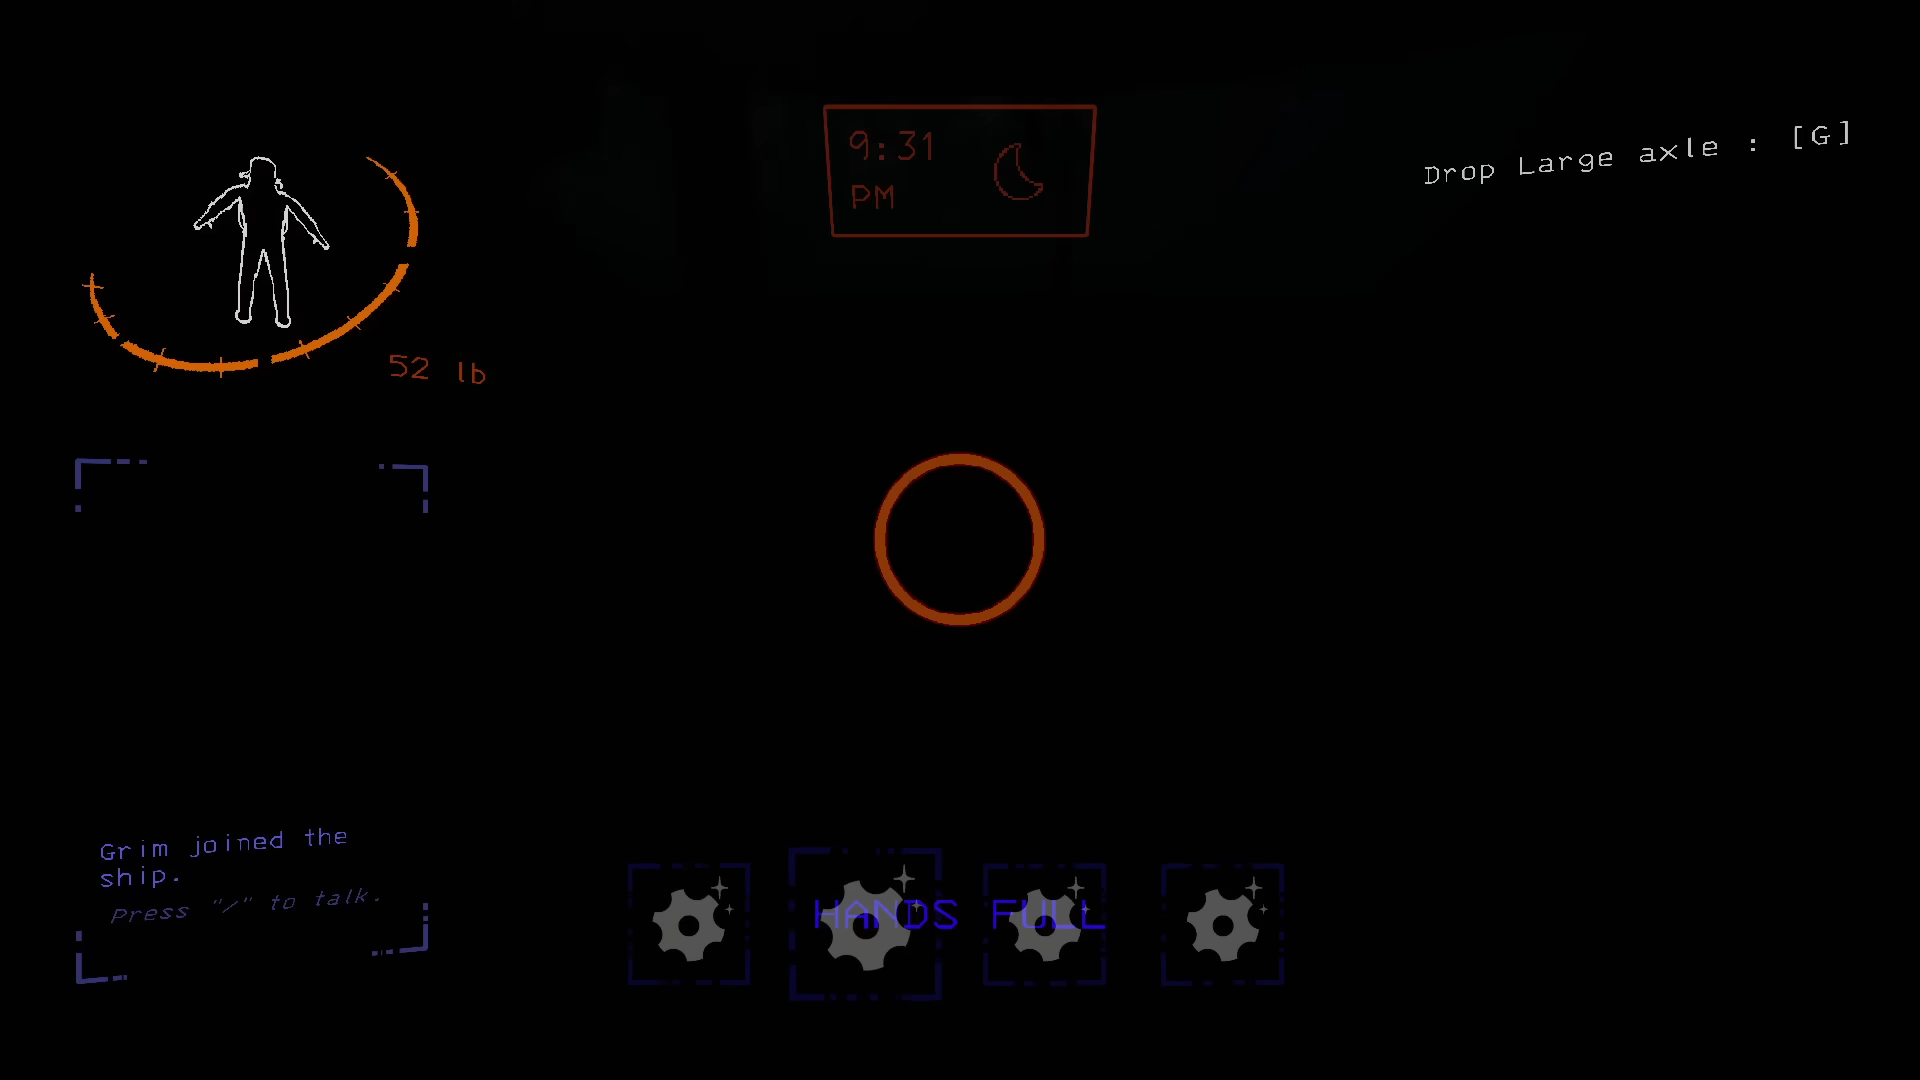 9:31
PM
Drop Large axle : [G]
52 lb
Grim joined the
ship.
Press "/" to talk.
HANDS FULL